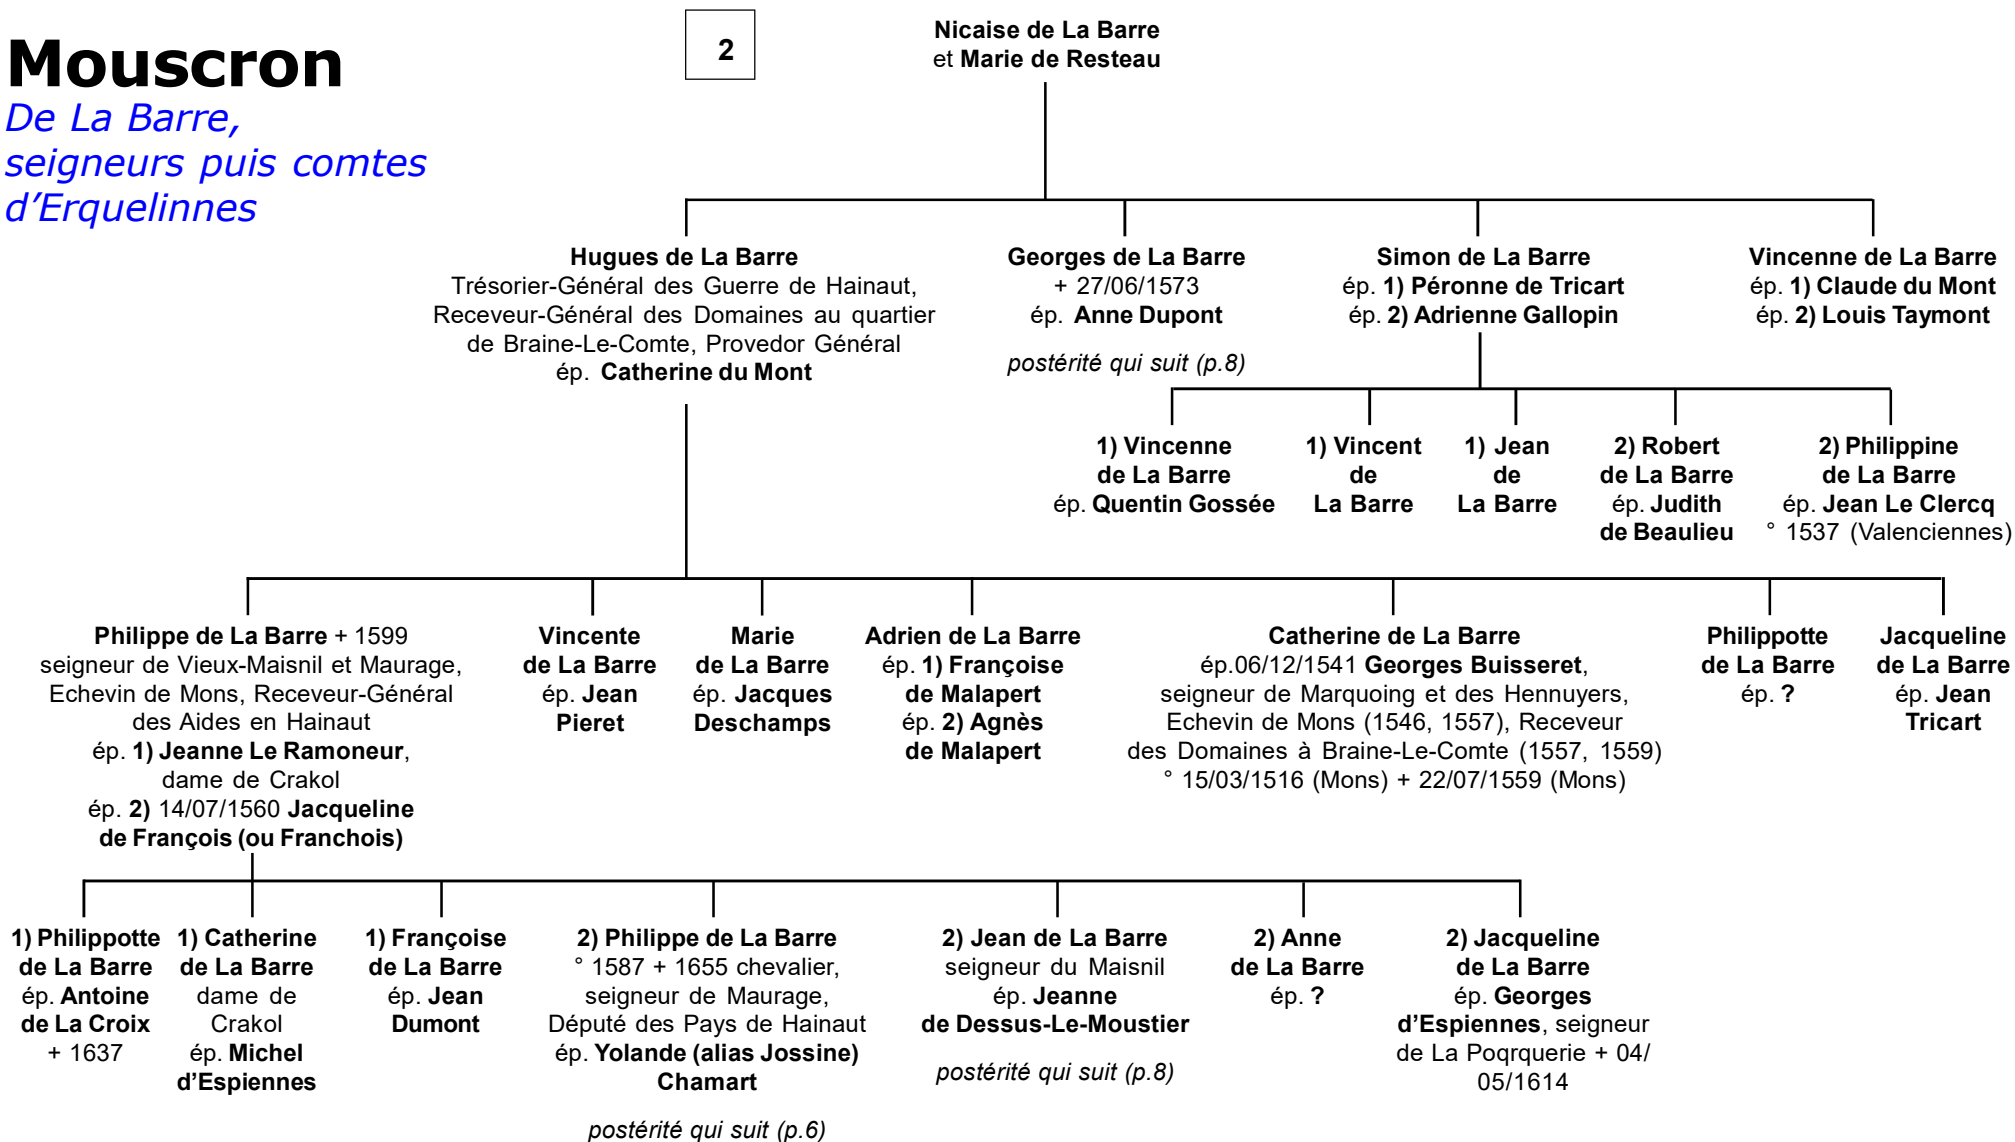 Mouscron
De La Barre,
seigneurs puis comtes
d’Erquelinnes
2
Nicaise de La Barre
et Marie de Resteau
Hugues de La Barre
Trésorier-Général des Guerre de Hainaut,
Receveur-Général des Domaines au quartier
de Braine-Le-Comte, Provedor Général
ép. Catherine du Mont
Georges de La Barre
+ 27/06/1573
ép. Anne Dupont
postérité qui suit (p.8)
Simon de La Barre
ép. 1) Péronne de Tricart
ép. 2) Adrienne Gallopin
Vincenne de La Barre
ép. 1) Claude du Mont
ép. 2) Louis Taymont
1) Vincenne
de La Barre
ép. Quentin Gossée
1) Vincent
de
La Barre
1) Jean
de
La Barre
2) Robert
de La Barre
ép. Judith
de Beaulieu
2) Philippine
de La Barre
ép. Jean Le Clercq
° 1537 (Valenciennes)
Philippe de La Barre + 1599
seigneur de Vieux-Maisnil et Maurage,
Echevin de Mons, Receveur-Général
des Aides en Hainaut
ép. 1) Jeanne Le Ramoneur,
dame de Crakol
ép. 2) 14/07/1560 Jacqueline
de François (ou Franchois)
Vincente
de La Barre
ép. Jean
Pieret
Marie
de La Barre
ép. Jacques
Deschamps
Adrien de La Barre
ép. 1) Françoise
de Malapert
ép. 2) Agnès
de Malapert
Catherine de La Barre
ép.06/12/1541 Georges Buisseret,
seigneur de Marquoing et des Hennuyers,
Echevin de Mons (1546, 1557), Receveur
des Domaines à Braine-Le-Comte (1557, 1559)
° 15/03/1516 (Mons) + 22/07/1559 (Mons)
Philippotte
de La Barre
ép. ?
Jacqueline
de La Barre
ép. Jean
Tricart
1) Philippotte
de La Barre
ép. Antoine
de La Croix
+ 1637
1) Catherine
de La Barre
dame de
Crakol
ép. Michel
d’Espiennes
1) Françoise
de La Barre
ép. Jean
Dumont
2) Philippe de La Barre
° 1587 + 1655 chevalier,
seigneur de Maurage,
Député des Pays de Hainaut
ép. Yolande (alias Jossine)
Chamart
postérité qui suit (p.6)
2) Jean de La Barre
seigneur du Maisnil
ép. Jeanne
de Dessus-Le-Moustier
postérité qui suit (p.8)
2) Anne
de La Barre
ép. ?
2) Jacqueline
de La Barre
ép. Georges
d’Espiennes, seigneur
de La Poqrquerie + 04/
05/1614